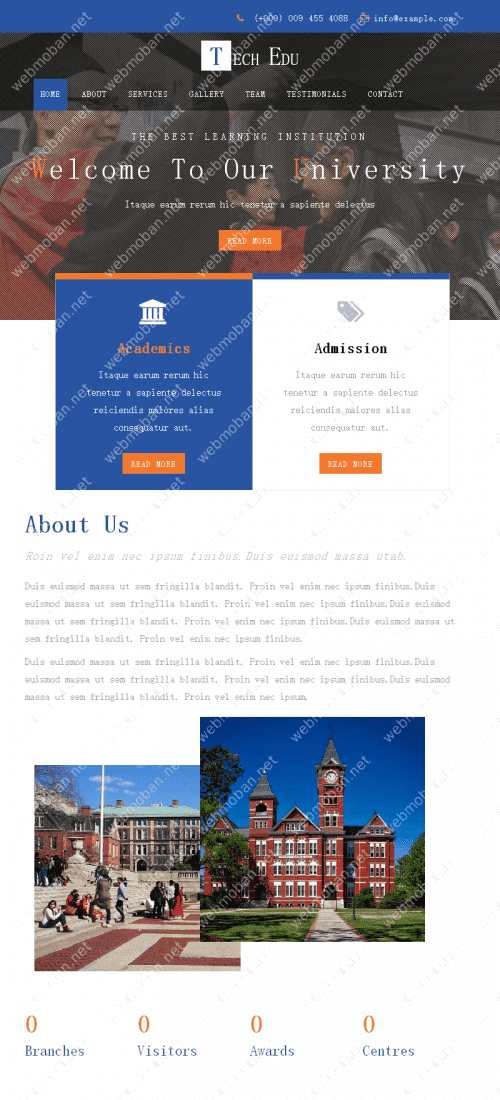 (+000) 009 455 4088 info@example.com
Tech Edu
HOME ABOUT SERVICES GALLERY TEAM TESTIMONIALS CONTACT
THE BEST LEARNING INSTITUTION
Welcome To Our University
Itaque earum rerum hic tenetur a sapiente delectus
READ MORE
Academics
Itaque earum rerum hic
tenetur a sapiente delectus
reiciendis maiores alias
consequatur aut.
READ MORE
Admission
Itaque earum rerum hic
tenetur a sapiente delectus
reiciendis maiores alias
consequatur aut.
READ MORE
About Us
Roin vel enim nec ipsum finibus.Duis euismod massa utab.
Duis euismod massa ut sem fringilla blandit. Proin vel enim nec ipsum finibus.Duis
euismod massa ut sem fringilla blandit. Proin vel enim nec ipsum finibus.Duis euismod
massa ut sem fringilla blandit. Proin vel enim nec ipsum finibus.Duis euismod massa ut
sem fringilla blandit. Proin vel enim nec ipsum finibus.
Duis euismod massa ut sem fringilla blandit. Proin vel enim nec ipsum finibus.Duis
euismod massa ut sem fringilla blandit. Proin vel enim nec ipsum finibus.Duis euismod
massa ut sem fringilla blandit. Proin vel enim nec ipsum.
0 0 0 0
Branches Visitors Awards Centres
webmoban.net